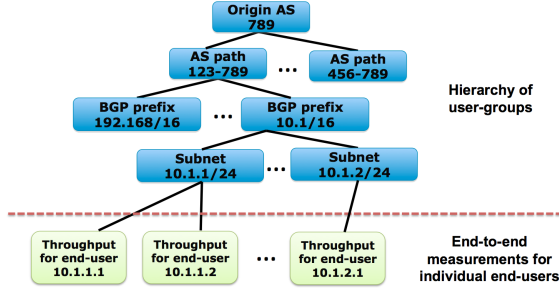 Origin AS
789
AS path
123-789
...
AS path
456-789
Hierarchy of
user-groups
BGP prefix
192.168/16
...
BGP prefix
10.1/16
Subnet
10.1.1/24
...
Subnet
10.1.2/24
Throughput
for end-user
10.1.1.1
Throughput
for end-user
10.1.1.2
...
Throughput
for end-user
10.1.2.1
End-to-end
measurements for
individual end-users